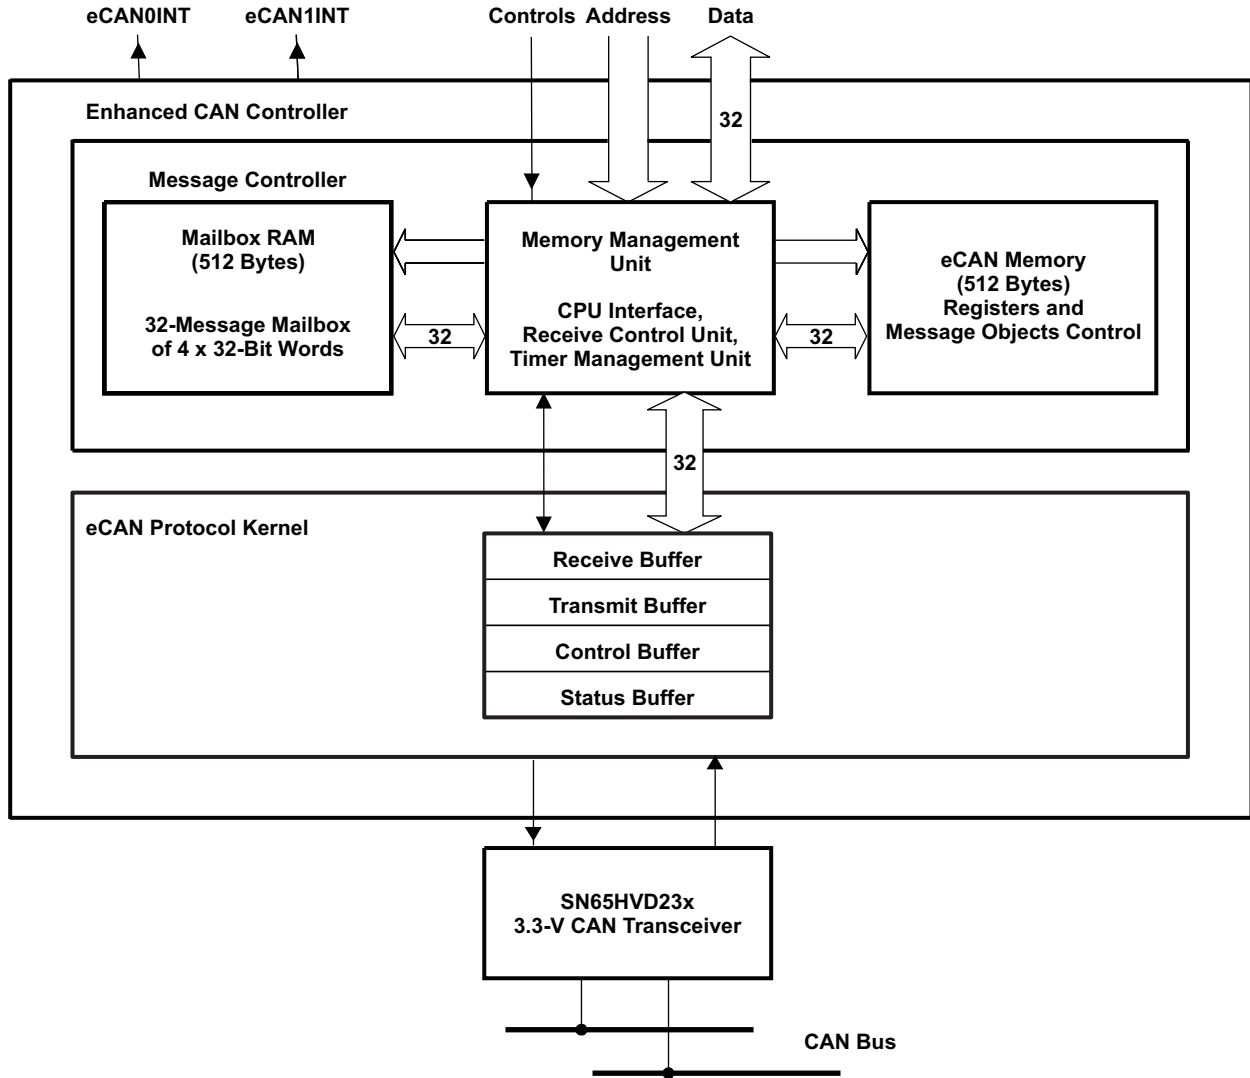 eCAN0INT
eCAN1INT
Controls
Address
Data
32
Enhanced CAN Controller
Message Controller
Mailbox RAM
(512 Bytes)
32-Message Mailbox
of 4 x 32-Bit Words
32
Memory Management
Unit
CPU Interface,
Receive Control Unit,
Timer Management Unit
32
eCAN Memory
(512 Bytes)
Registers and
Message Objects Control
32
eCAN Protocol Kernel
Receive Buffer
Transmit Buffer
Control Buffer
Status Buffer
SN65HVD23x
3.3-V CAN Transceiver
CAN Bus